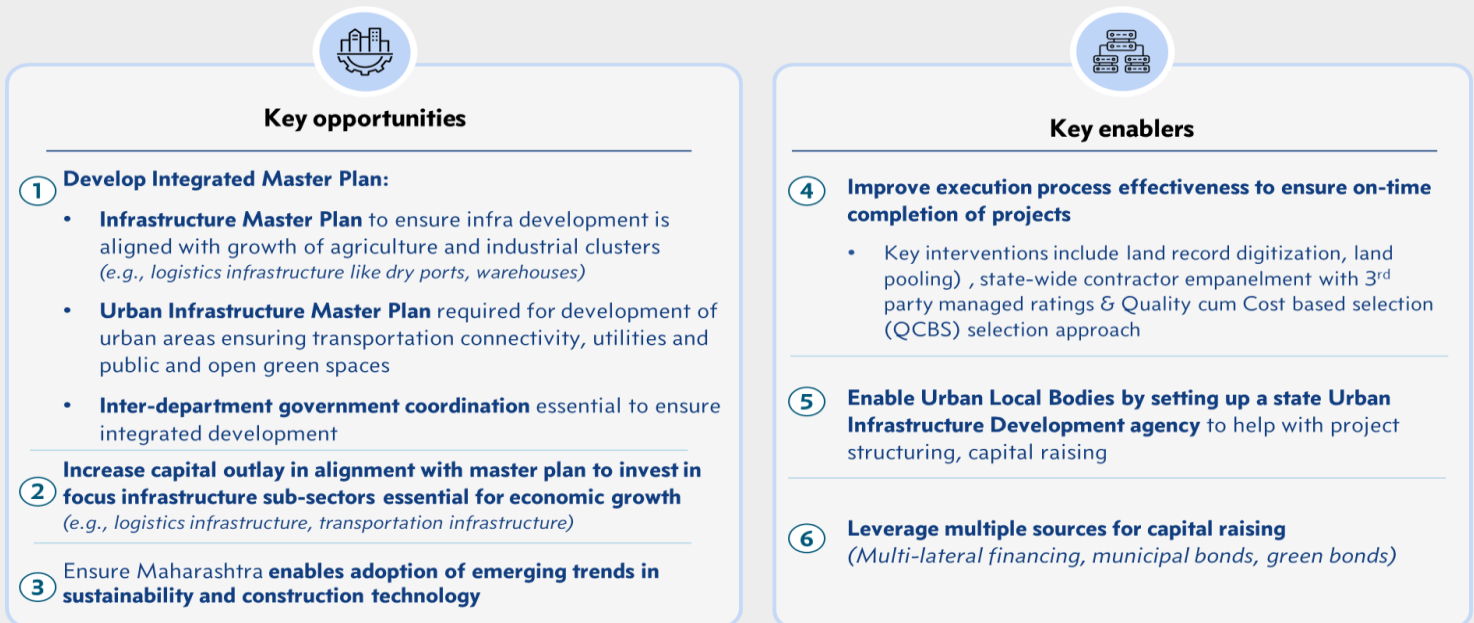 Key opportunities
1
Develop Integrated Master Plan:
• Infrastructure Master Plan to ensure infra development is
aligned with growth of agriculture and industrial clusters
(e.g., logistics infrastructure like dry ports, warehouses)
• Urban Infrastructure Master Plan required for development of
urban areas ensuring transportation connectivity, utilities and
public and open green spaces
• Inter-department government coordination essential to ensure
integrated development
2
Increase capital outlay in alignment with master plan to invest in
focus infrastructure sub-sectors essential for economic growth
(e.g., logistics infrastructure, transportation infrastructure)
3
Ensure Maharashtra enables adoption of emerging trends in
sustainability and construction technology
Key enablers
4
Improve execution process effectiveness to ensure on-time
completion of projects
• Key interventions include land record digitization, land
pooling) , state-wide contractor empanelment with 3rd
party managed ratings & Quality cum Cost based selection
(QCBS) selection approach
5
Enable Urban Local Bodies by setting up a state Urban
Infrastructure Development agency to help with project
structuring, capital raising
6
Leverage multiple sources for capital raising
(Multi-lateral financing, municipal bonds, green bonds)